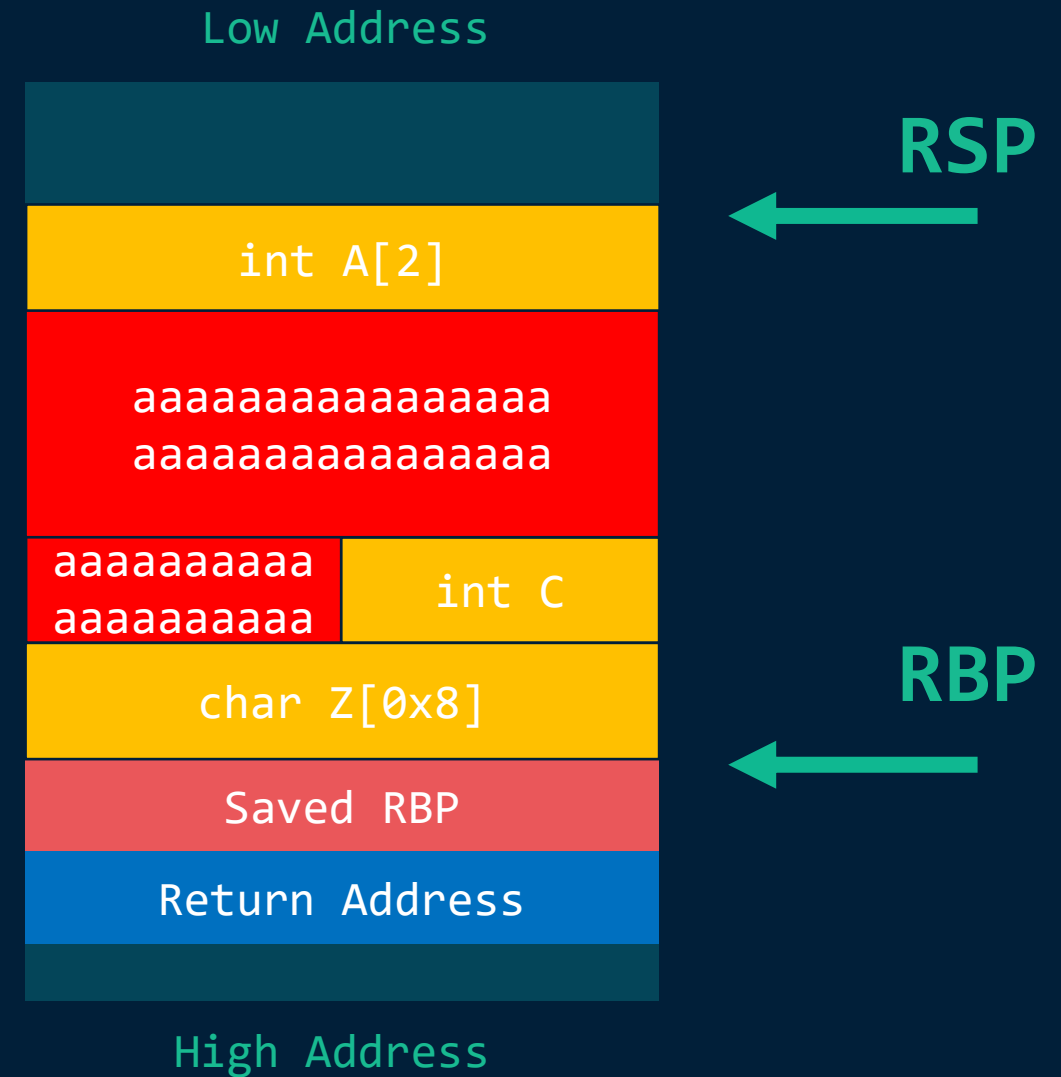 Low Address
RSP
int A[2]
aaaaaaaaaaaaaaaa
aaaaaaaaaaaaaaaa
aaaaaaaaaa
aaaaaaaaaa
int C
RBP
char Z[0x8]
Saved RBP
Return Address
High Address